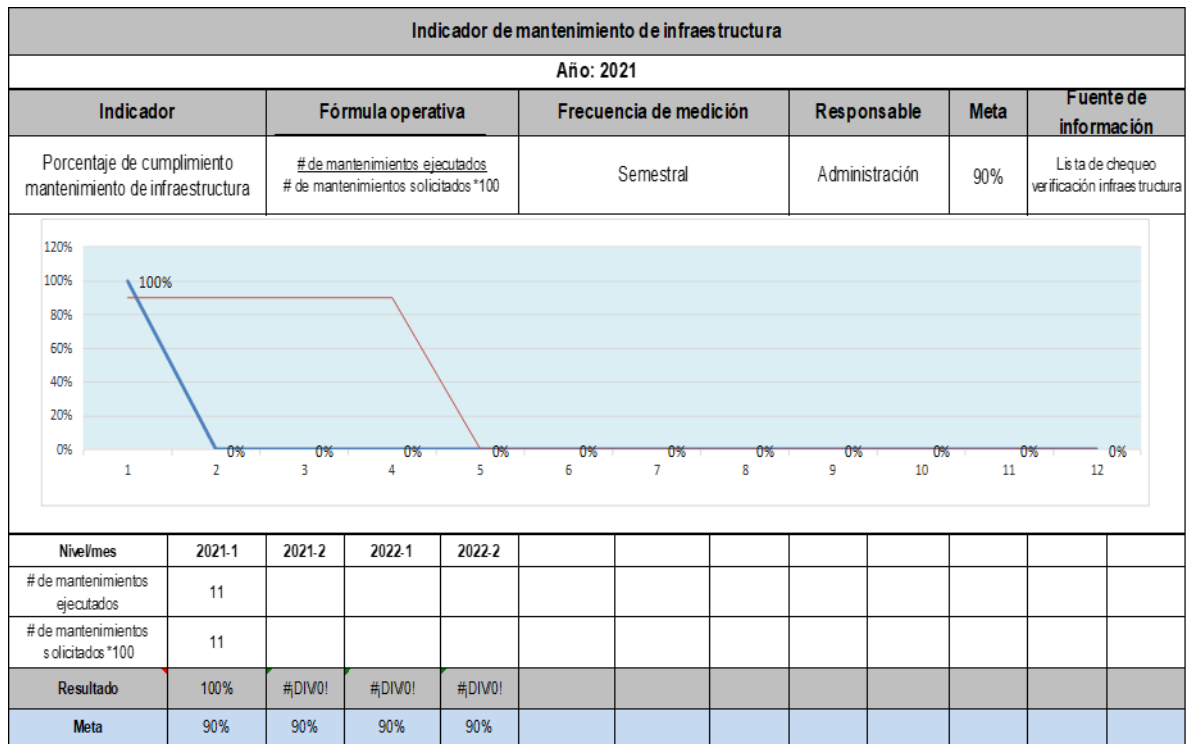 Indicador de mantenimiento de infraestructura
Año: 2021
Indicador
Fórmula operativa
Frecuencia de medición
Responsable
Meta
Fuente de
información
Porcentaje de cumplimiento
mantenimiento de infraestructura
# de mantenimientos ejecutados
# de mantenimientos solicitados *100
Semestral
Administración
90%
Lista de chequeo
verificación infraestructura
120%
100%
80%
60%
40%
20%
0%
100%
0% 0% 0% 0% 0% 0% 0% 0% 0% 0% 0%
1 2 3 4 5 6 7 8 9 10 11 12
Nivel/mes 2021-1 2021-2 2022-1 2022-2
# de mantenimientos
ejecutados
11
# de mantenimientos
solicitados *100
11
Resultado 100% #¡DIV/0! #¡DIV/0! #¡DIV/0!
Meta 90% 90% 90% 90%